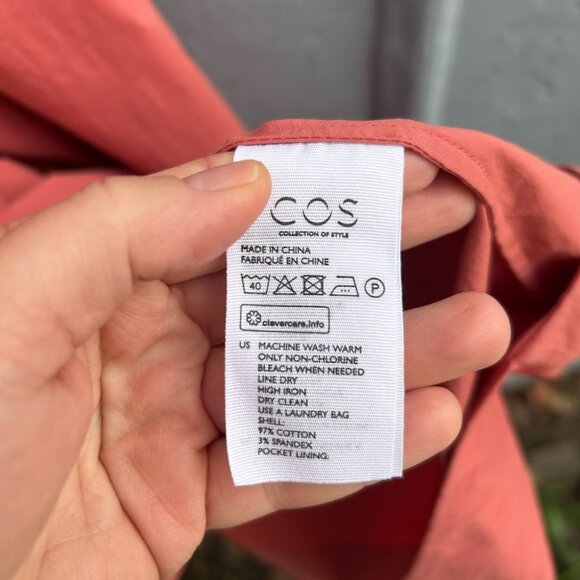 COS
COLLECTION OF STYLE
MADE IN CHINA
FABRIQUÉ EN CHINE
40 P
clevercare.info
US MACHINE WASH WARM
ONLY NON-CHLORINE
BLEACH WHEN NEEDED
LINE DRY
HIGH IRON
DRY CLEAN
USE A LAUNDRY BAG
SHELL:
97% COTTON
3% SPANDEX
POCKET LINING: